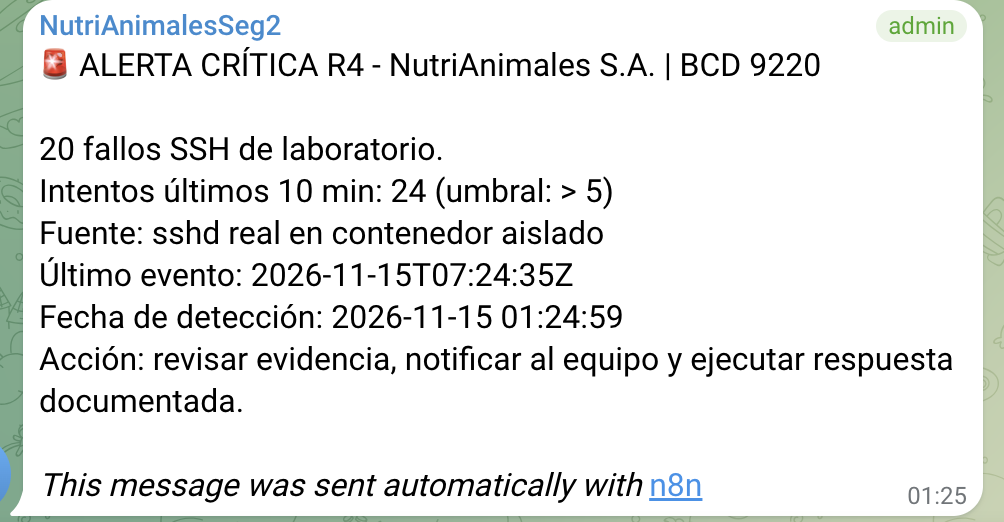 NutriAnimalesSeg2
admin
🚨 ALERTA CRÍTICA R4 - NutriAnimales S.A. | BCD 9220
20 fallos SSH de laboratorio.
Intentos últimos 10 min: 24 (umbral: > 5)
Fuente: sshd real en contenedor aislado
Último evento: 2026-11-15T07:24:35Z
Fecha de detección: 2026-11-15 01:24:59
Acción: revisar evidencia, notificar al equipo y ejecutar respuesta
documentada.
This message was sent automatically with n8n
01:25